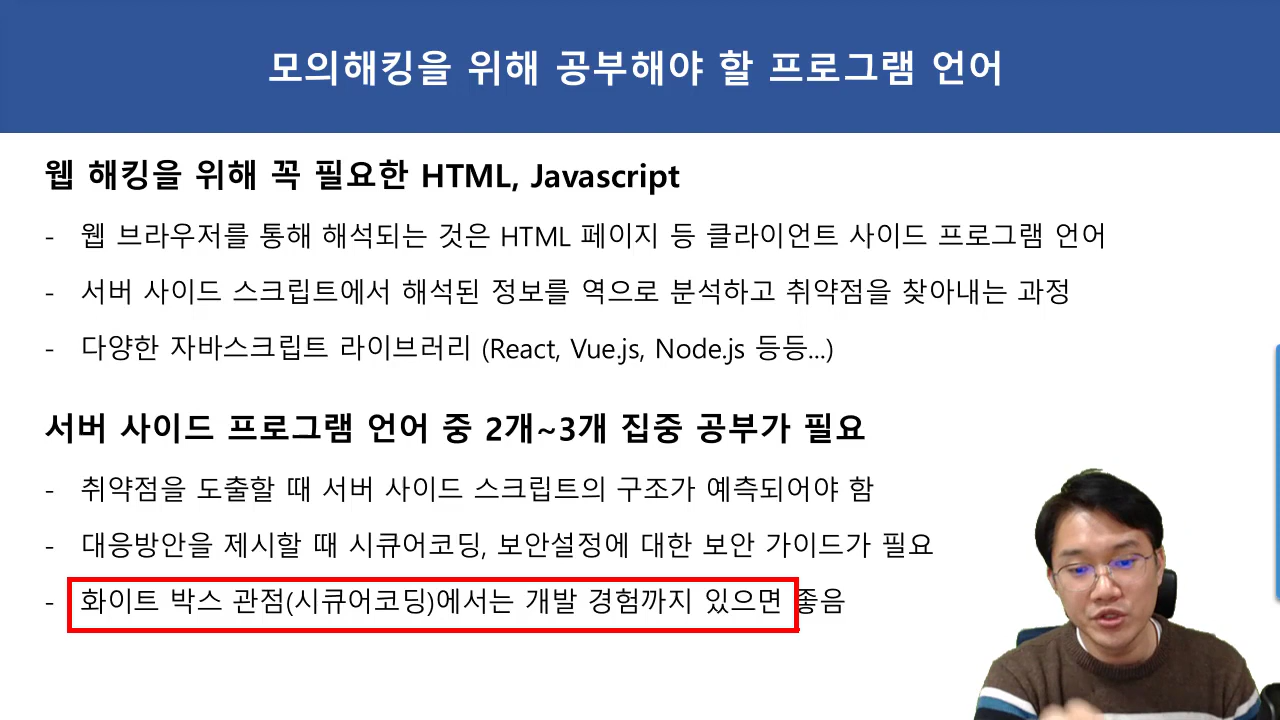 모의해킹을 위해 공부해야 할 프로그램 언어
웹 해킹을 위해 꼭 필요한 HTML, Javascript
- 웹 브라우저를 통해 해석되는 것은 HTML 페이지 등 클라이언트 사이드 프로그램 언어
- 서버 사이드 스크립트에서 해석된 정보를 역으로 분석하고 취약점을 찾아내는 과정
- 다양한 자바스크립트 라이브러리 (React, Vue.js, Node.js 등등...)
서버 사이드 프로그램 언어 중 2개~3개 집중 공부가 필요
- 취약점을 도출할 때 서버 사이드 스크립트의 구조가 예측되어야 함
- 대응방안을 제시할 때 시큐어코딩, 보안설정에 대한 보안 가이드가 필요
- 화이트 박스 관점(시큐어코딩)에서는 개발 경험까지 있으면 좋음